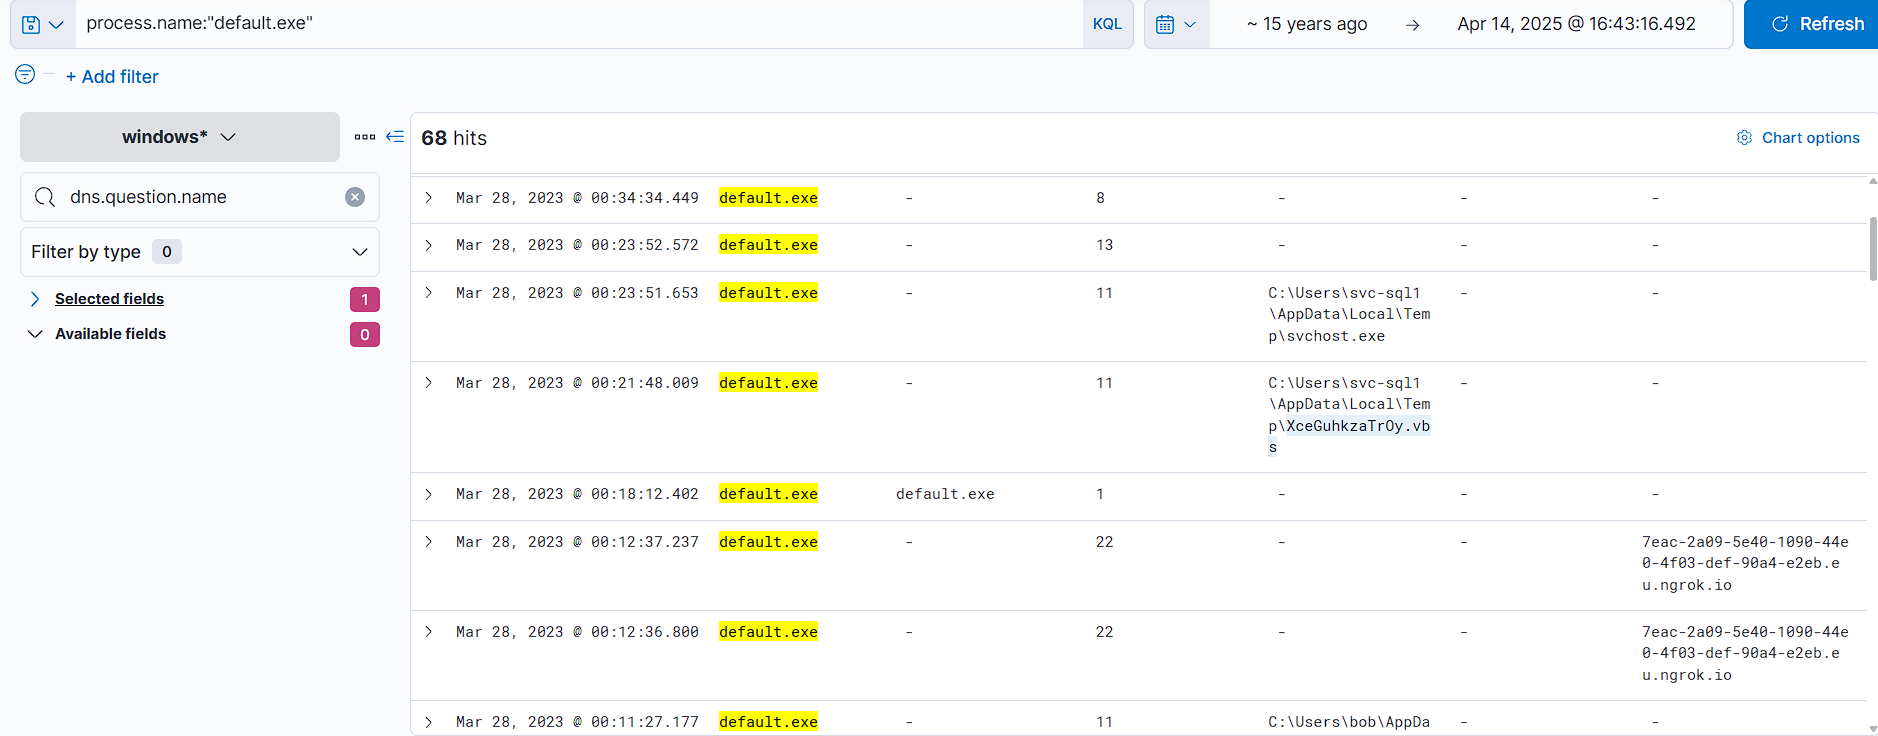 process.name:"default.exe"
KQL
~ 15 years ago
→
Apr 14, 2025 @ 16:43:16.492
Refresh
+ Add filter
windows*
68 hits
Chart options
dns.question.name
Filter by type 0
Selected fields 1
Available fields 0
Mar 28, 2023 @ 00:34:34.449 default.exe - 8 - - -
Mar 28, 2023 @ 00:23:52.572 default.exe - 13 - - -
Mar 28, 2023 @ 00:23:51.653 default.exe - 11 C:\Users\svc-sql1 - -
\AppData\Local\Tem
p\svchost.exe
Mar 28, 2023 @ 00:21:48.009 default.exe - 11 C:\Users\svc-sql1 - -
\AppData\Local\Tem
p\XceGuhkzaTrOy.vb
s
Mar 28, 2023 @ 00:18:12.402 default.exe default.exe 1 - - -
Mar 28, 2023 @ 00:12:37.237 default.exe - 22 - - 7eac-2a09-5e40-1090-44e
0-4f03-def-90a4-e2eb.e
u.ngrok.io
Mar 28, 2023 @ 00:12:36.800 default.exe - 22 - - 7eac-2a09-5e40-1090-44e
0-4f03-def-90a4-e2eb.e
u.ngrok.io
Mar 28, 2023 @ 00:11:27.177 default.exe - 11 C:\Users\bob\AppDa - -